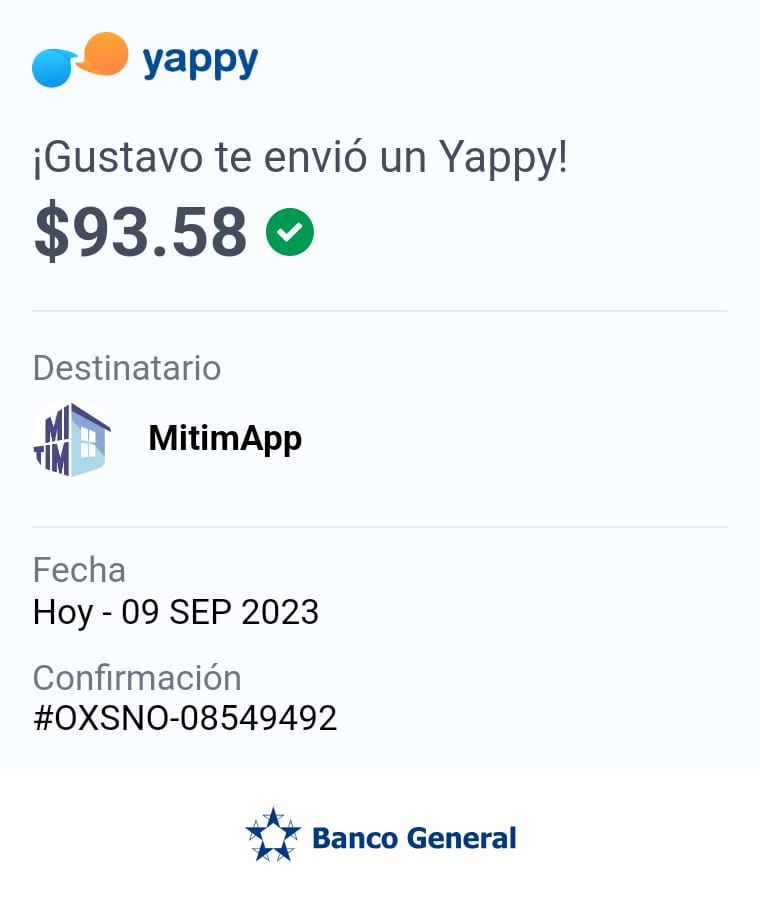 yappy
¡Gustavo te envió un Yappy!
$93.58
Destinatario
MI
TIM
MitimApp
Fecha
Hoy - 09 SEP 2023
Confirmación
#OXSNO-08549492
Banco General